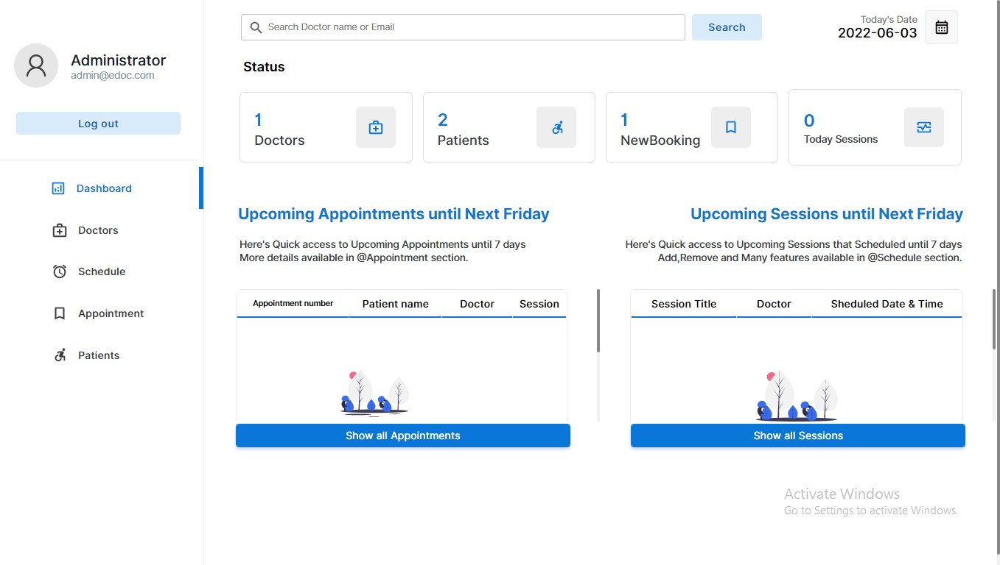 Administrator
admin@edoc.com
Log out
Dashboard
Doctors
Schedule
Appointment
Patients
Search Doctor name or Email
Search
Today's Date
2022-06-03
Status
1
Doctors
2
Patients
1
NewBooking
0
Today Sessions
Upcoming Appointments until Next Friday
Here's Quick access to Upcoming Appointments until 7 days
More details available in @Appointment section.
Appointment number Patient name Doctor Session
Show all Appointments
Upcoming Sessions until Next Friday
Here's Quick access to Upcoming Sessions that Scheduled until 7 days
Add,Remove and Many features available in @Schedule section.
Session Title Doctor Sheduled Date & Time
Show all Sessions
Activate Windows
Go to Settings to activate Windows.